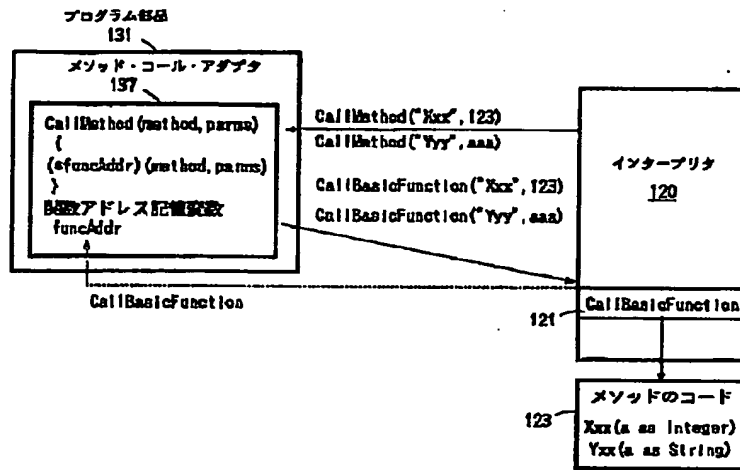 プログラム部品
131
メソッド・コール・アダプタ
137
CallMethod(method, parms)
{
(*funcAddr)(method, parms)
}
関数アドレス記憶変数
funcAddr
CallMethod("Xxx", 123)
CallMethod("Yyy", aaa)
CallBasicFunction("Xxx", 123)
CallBasicFunction("Yyy", aaa)
インタープリタ
120
CallBasicFunction
121
CallBasicFunction
メソッドのコード
123
Xxx(a as Integer)
Yxx(a as String)